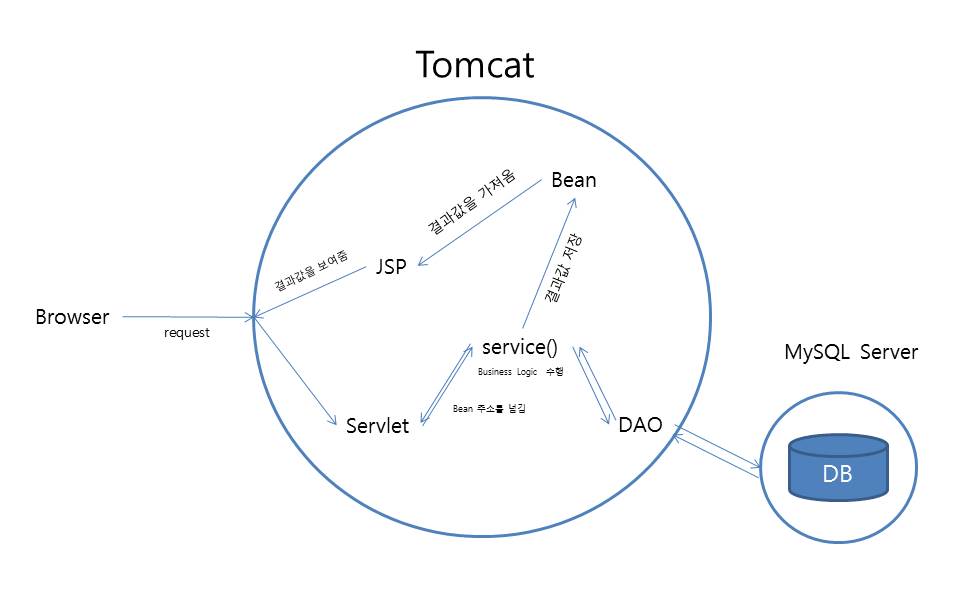 Tomcat
Bean
결과값을 가져옴
JSP
결과값을 보여줌
결과값 저장
Browser
request
service()
Business Logic 수행
MySQL Server
Bean 주소를 넘김
Servlet
DAO
DB